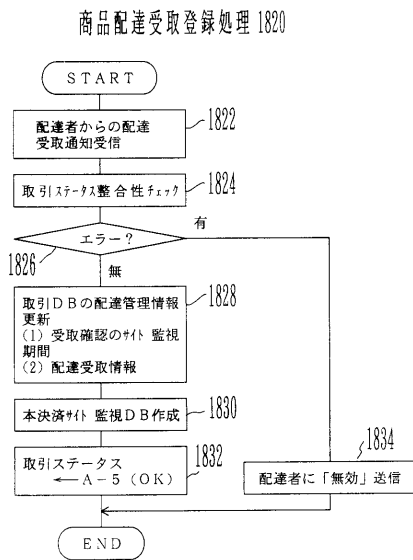 商品配達受取登録処理 1820
START
配達者からの配達
受取通知受信
1822
取引ステータス整合性チェック
1824
エラー?
有
1826
無
取引DBの配達管理情報
更新
(1) 受取確認のサイト 監視
期間
(2) 配達受取情報
1828
本決済サイト 監視DB作成
1830
取引ステータス
←A-5 (OK)
1832
1834
配達者に「無効」送信
END